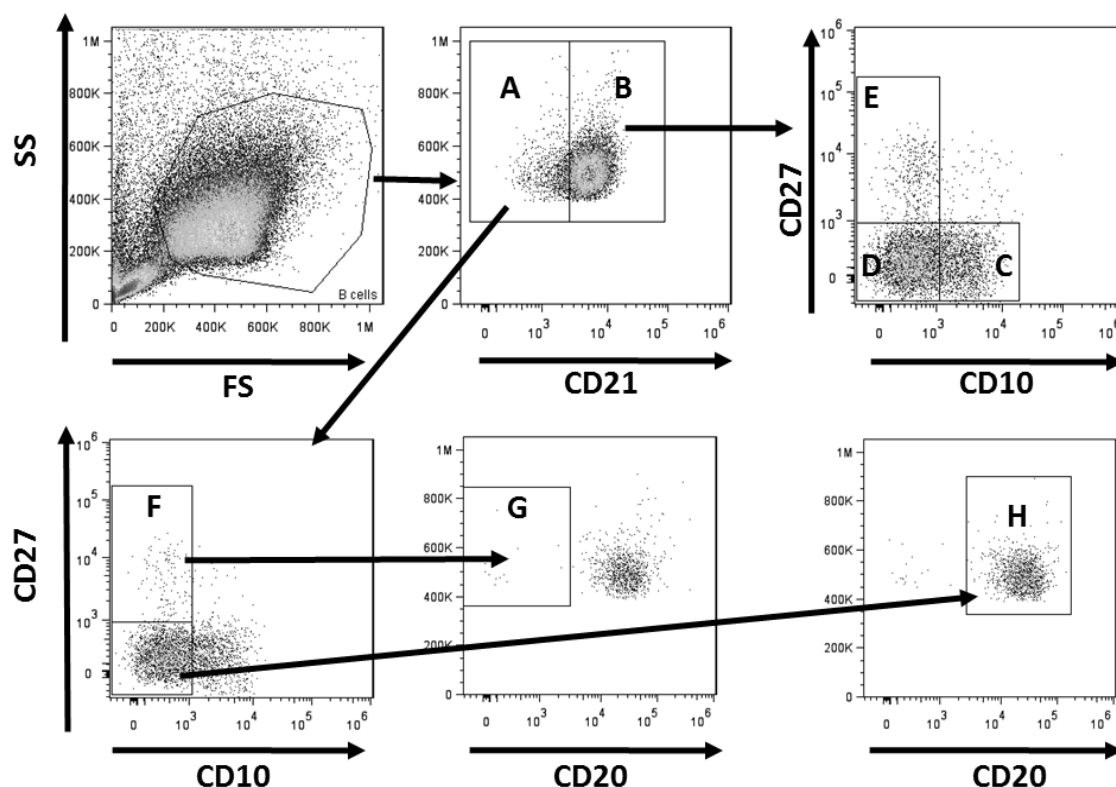 SS
1M
800K
600K
400K
200K
0
0 200K 400K 600K 800K 1M
B cells
FS
1M
800K
600K
400K
200K
0
A B
0 10³ 10⁴ 10⁵ 10⁶
CD21
CD27
10⁶
10⁵
10⁴
10³
0
E
D C
0 10³ 10⁴ 10⁵ 10⁶
CD10
CD27
10⁶
10⁵
10⁴
10³
0
F
0 10³ 10⁴ 10⁵ 10⁶
CD10
1M
800K
600K
400K
200K
0
G
0 10³ 10⁴ 10⁵ 10⁶
CD20
1M
800K
600K
400K
200K
0
H
0 10³ 10⁴ 10⁵ 10⁶
CD20